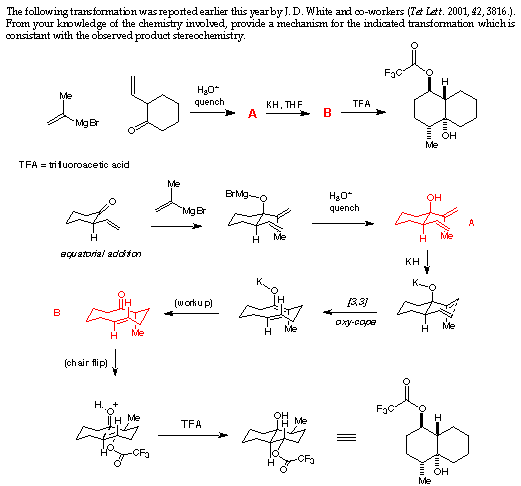 The following transformation was reported earlier this year by J. D. White and co-workers (Tet Lett. 2001, 42, 3816.).
From your knowledge of the chemistry involved, provide a mechanism for the indicated transformation which is
consistant with the observed product stereochemistry.
Me
MgBr
O
H3O+
quench
A
KH, THF
B
TFA
O
F3C
O
H
OH
Me
TFA = trifluoroacetic acid
O
H
equatorial addition
Me
MgBr
BrMg
O
H
Me
H3O+
quench
OH
H
Me
A
KH
K
O
H
Me
[3,3]
oxy-cope
K
O
H
H
Me
(workup)
B
O
H
H
Me
(chair flip)
H
+
O
H
Me
H
HO
O
CF3
TFA
OH
H
Me
H
O
O
CF3
O
F3C
O
H
OH
Me